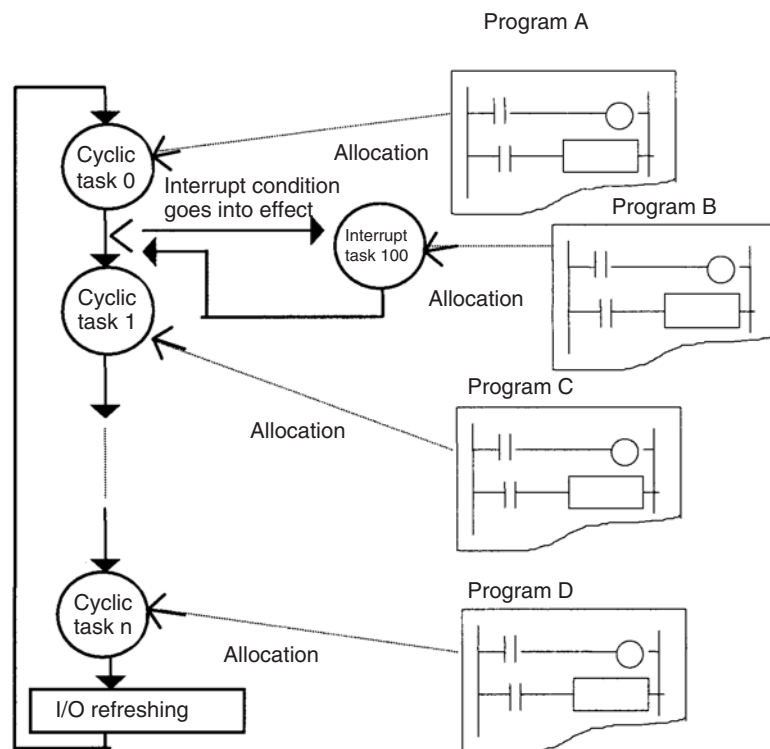 Program A
Cyclic
task 0
Allocation
Interrupt condition
goes into effect
Program B
Interrupt
task 100
Allocation
Cyclic
task 1
Program C
Allocation
Program D
Cyclic
task n
Allocation
I/O refreshing